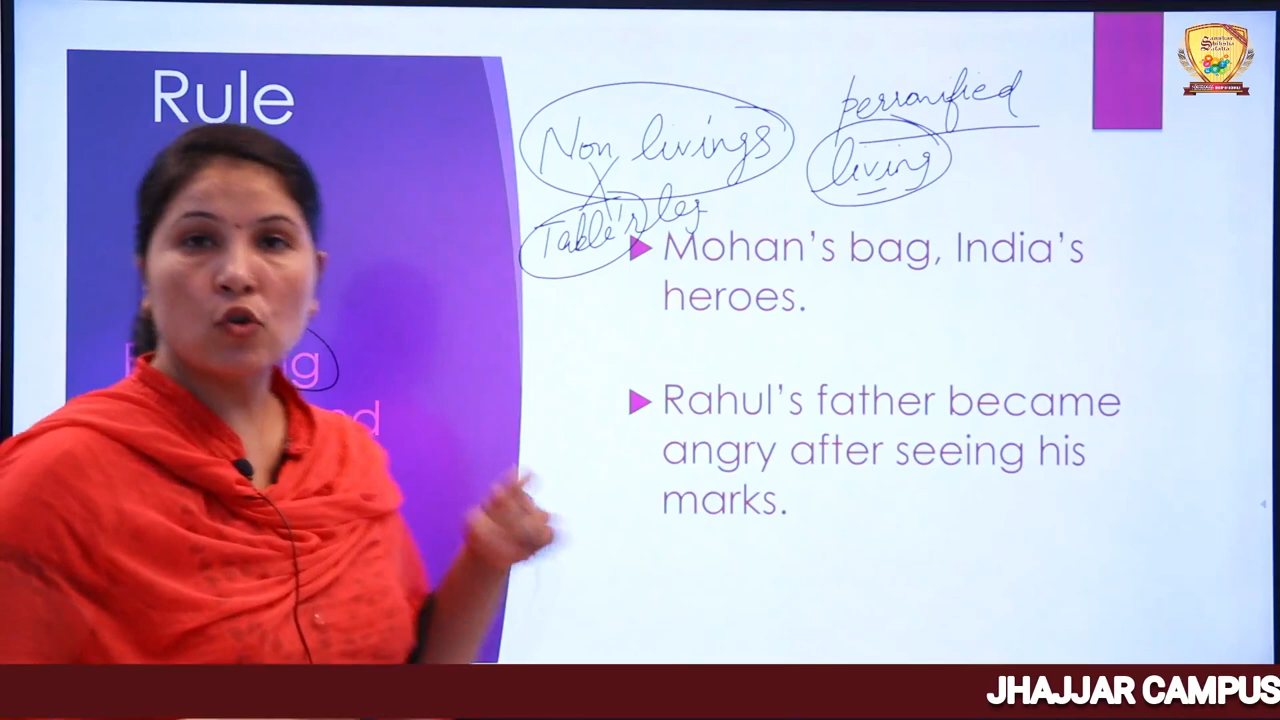 Rule
Non livings
personified
living
Table's leg
Mohan’s bag, India’s
heroes.
Rahul’s father became
angry after seeing his
marks.
JHAJJAR CAMPUS